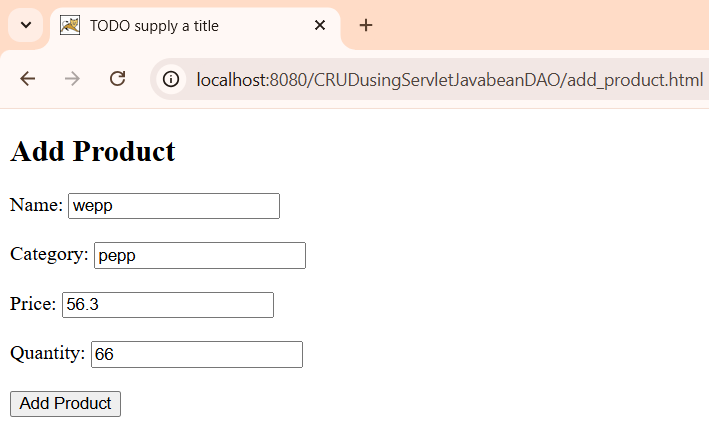 TODO supply a title
localhost:8080/CRUDusingServletJavabeanDAO/add_product.html
Add Product
Name: wepp
Category: pepp
Price: 56.3
Quantity: 66
Add Product